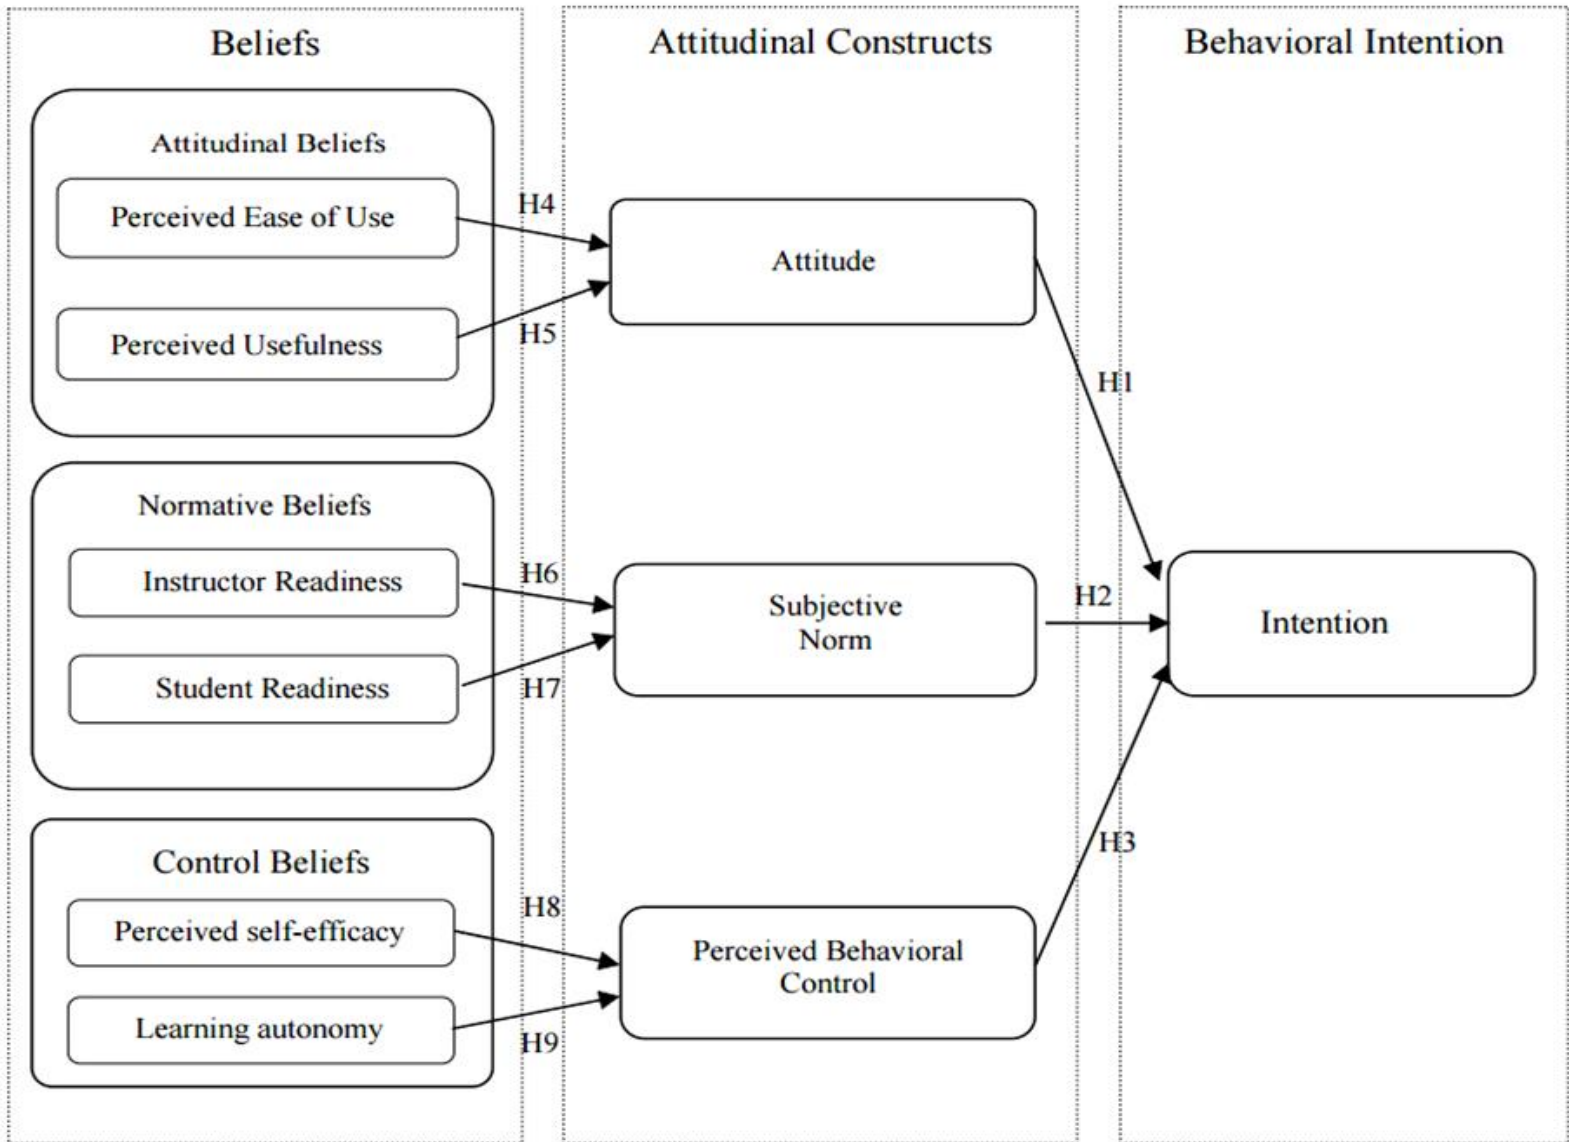 Beliefs
Attitudinal Beliefs
Perceived Ease of Use
Perceived Usefulness
Normative Beliefs
Instructor Readiness
Student Readiness
Control Beliefs
Perceived self-efficacy
Learning autonomy
H4
H5
H6
H7
H8
H9
Attitudinal Constructs
Attitude
Subjective
Norm
Perceived Behavioral
Control
H1
H2
H3
Behavioral Intention
Intention